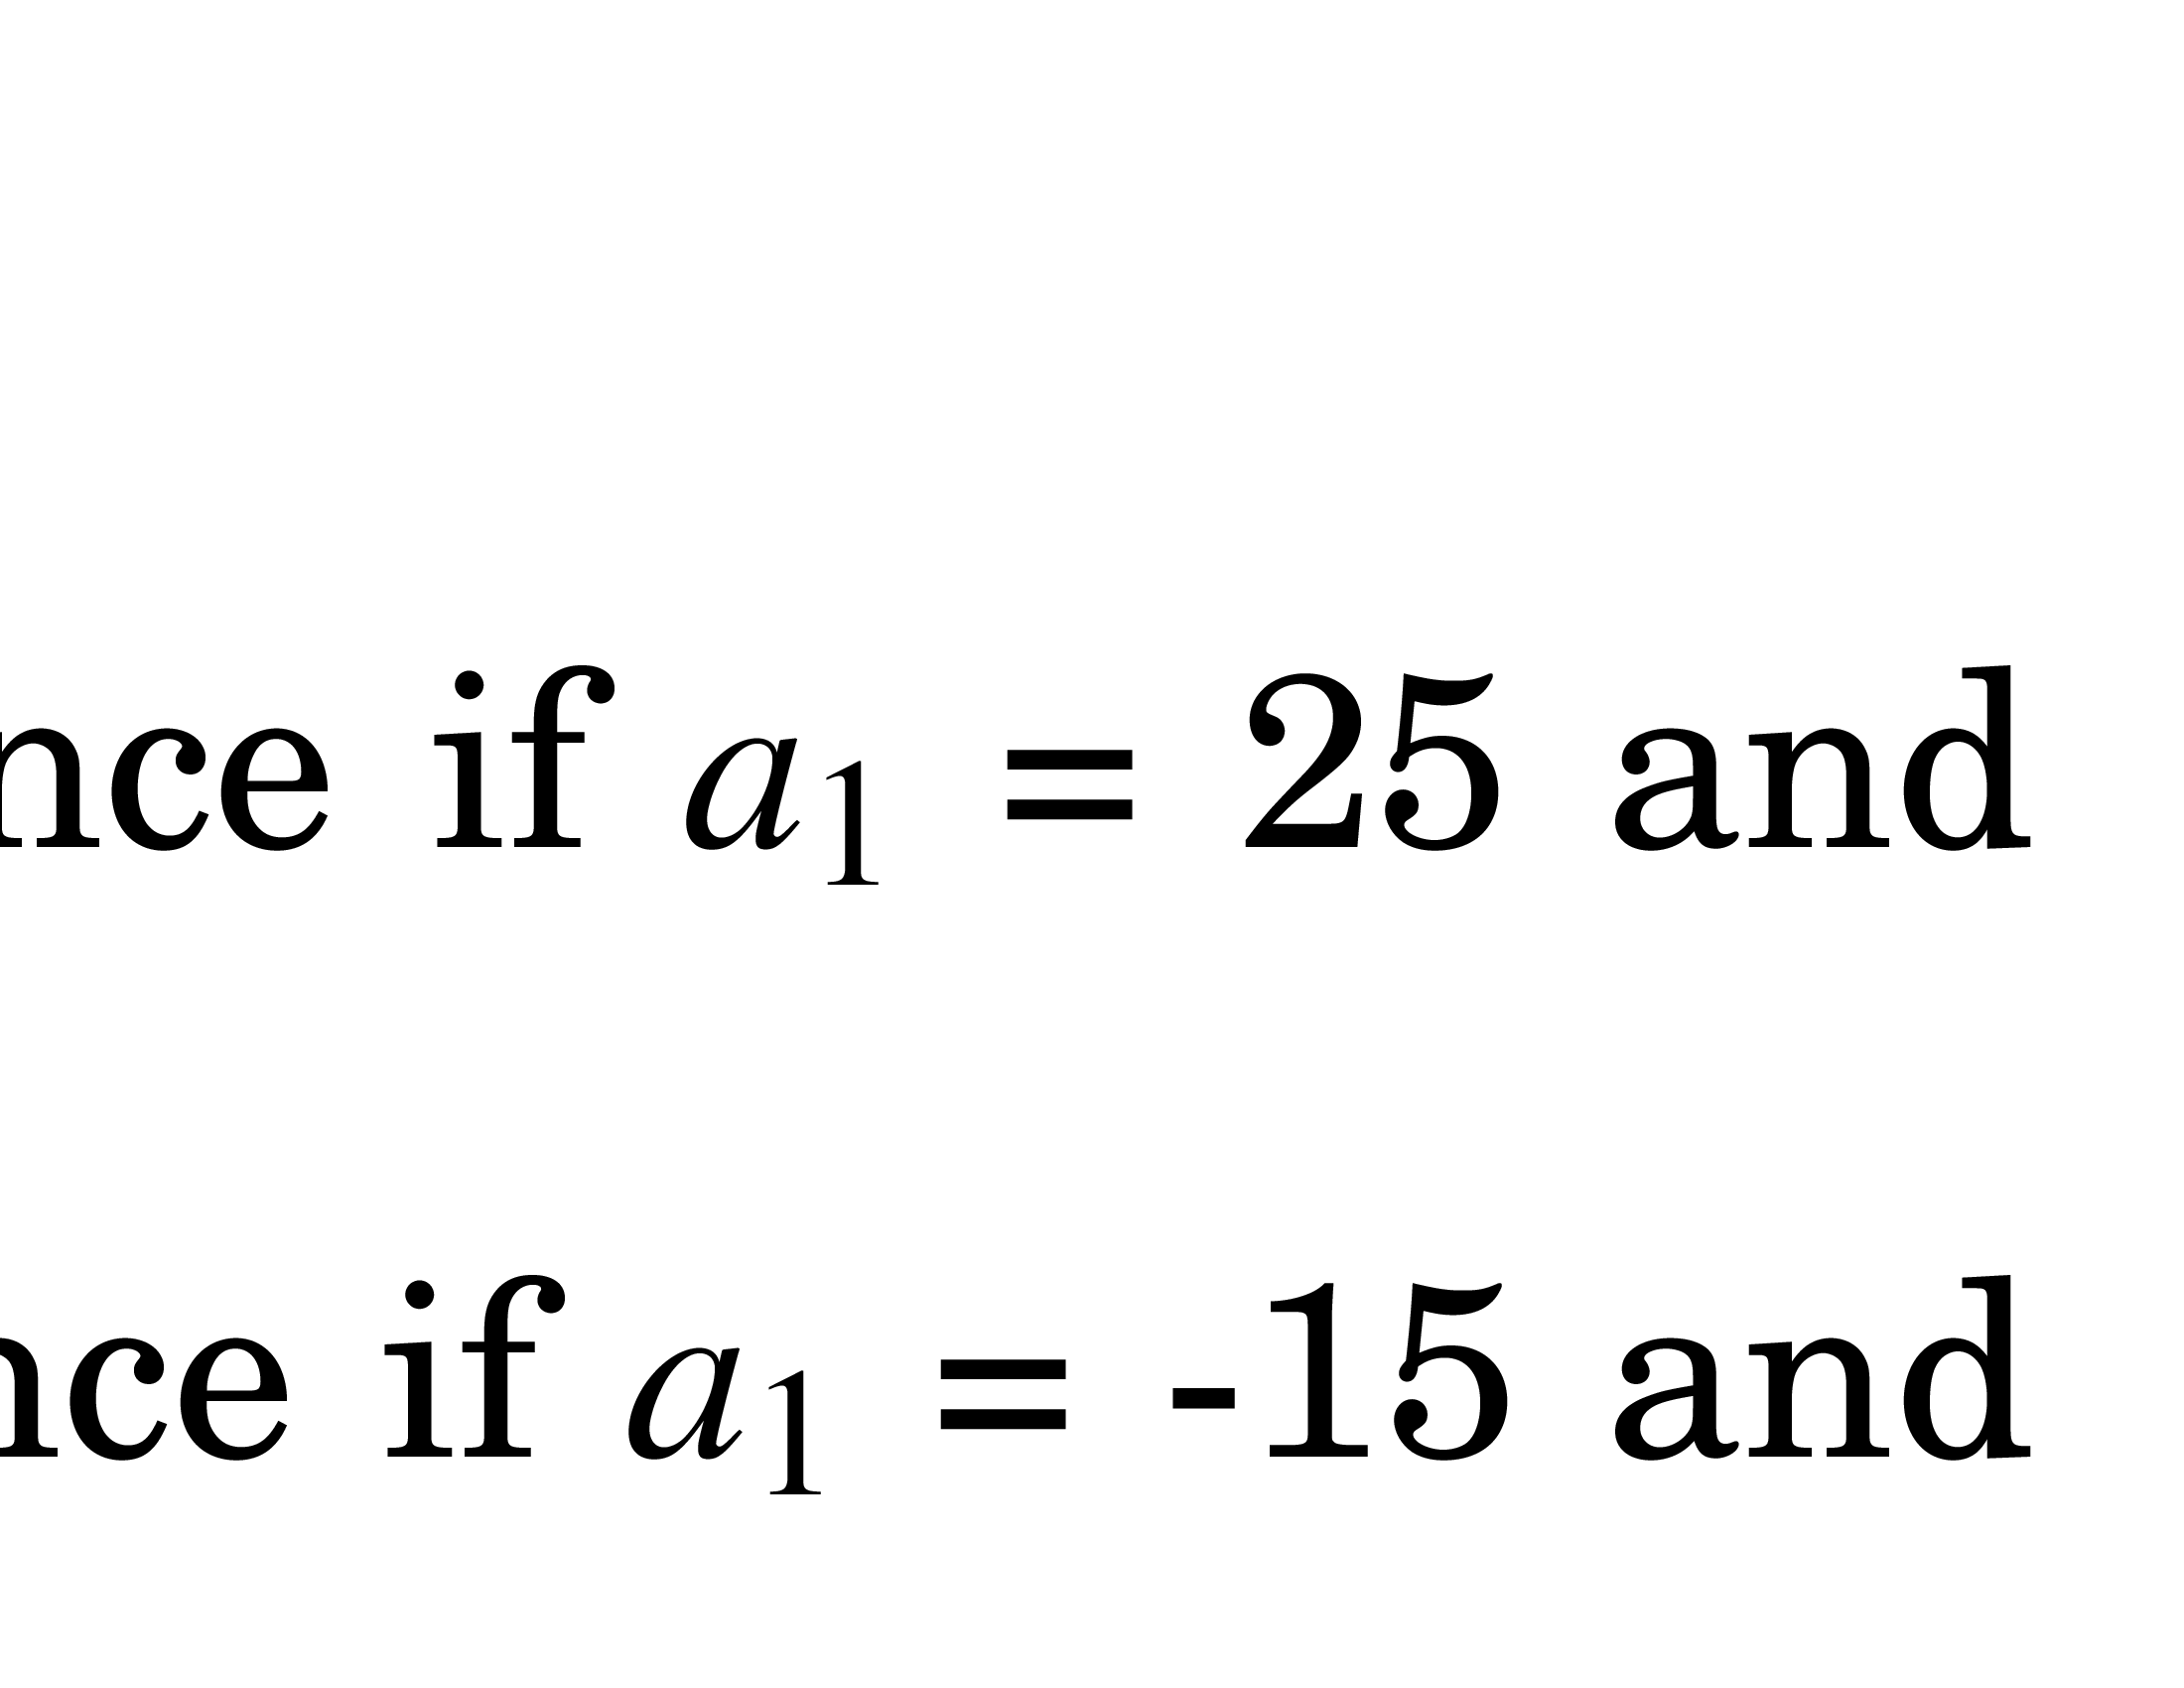 nce if a₁ = 25 and
nce if a₁ = -15 and